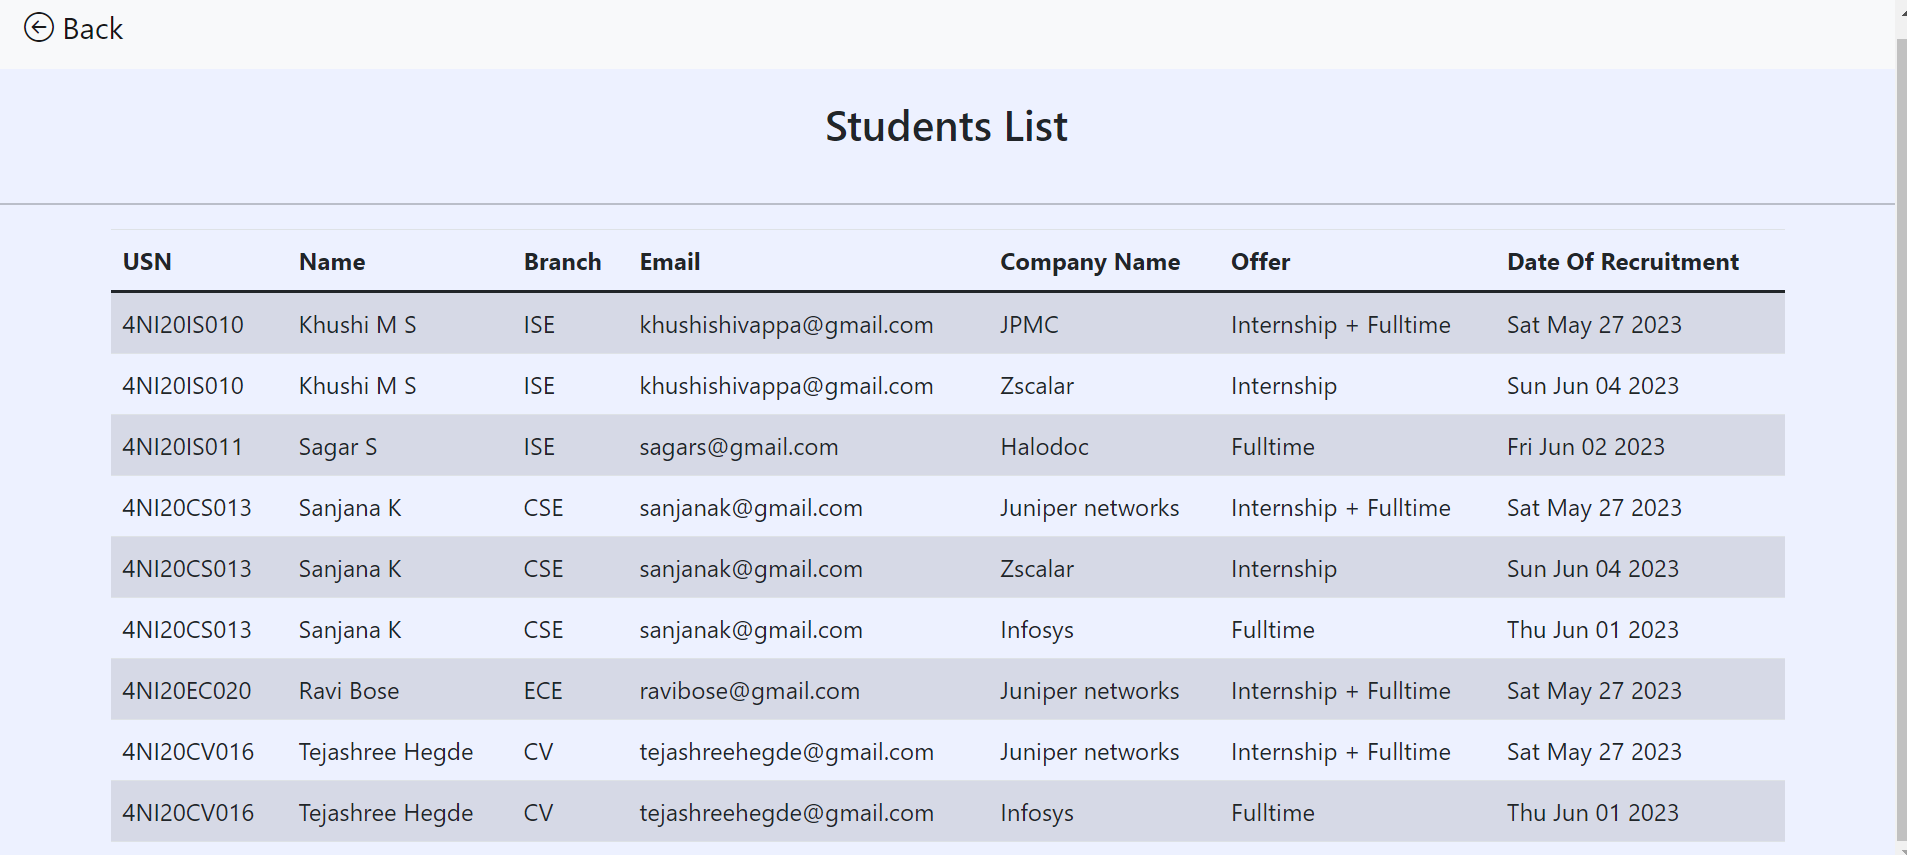 Back
Students List
USN Name Branch Email Company Name Offer Date Of Recruitment
4NI20IS010 Khushi M S ISE khushishivappa@gmail.com JPMC Internship + Fulltime Sat May 27 2023
4NI20IS010 Khushi M S ISE khushishivappa@gmail.com Zscalar Internship Sun Jun 04 2023
4NI20IS011 Sagar S ISE sagars@gmail.com Halodoc Fulltime Fri Jun 02 2023
4NI20CS013 Sanjana K CSE sanjanak@gmail.com Juniper networks Internship + Fulltime Sat May 27 2023
4NI20CS013 Sanjana K CSE sanjanak@gmail.com Zscalar Internship Sun Jun 04 2023
4NI20CS013 Sanjana K CSE sanjanak@gmail.com Infosys Fulltime Thu Jun 01 2023
4NI20EC020 Ravi Bose ECE ravibose@gmail.com Juniper networks Internship + Fulltime Sat May 27 2023
4NI20CV016 Tejashree Hegde CV tejashreehegde@gmail.com Juniper networks Internship + Fulltime Sat May 27 2023
4NI20CV016 Tejashree Hegde CV tejashreehegde@gmail.com Infosys Fulltime Thu Jun 01 2023